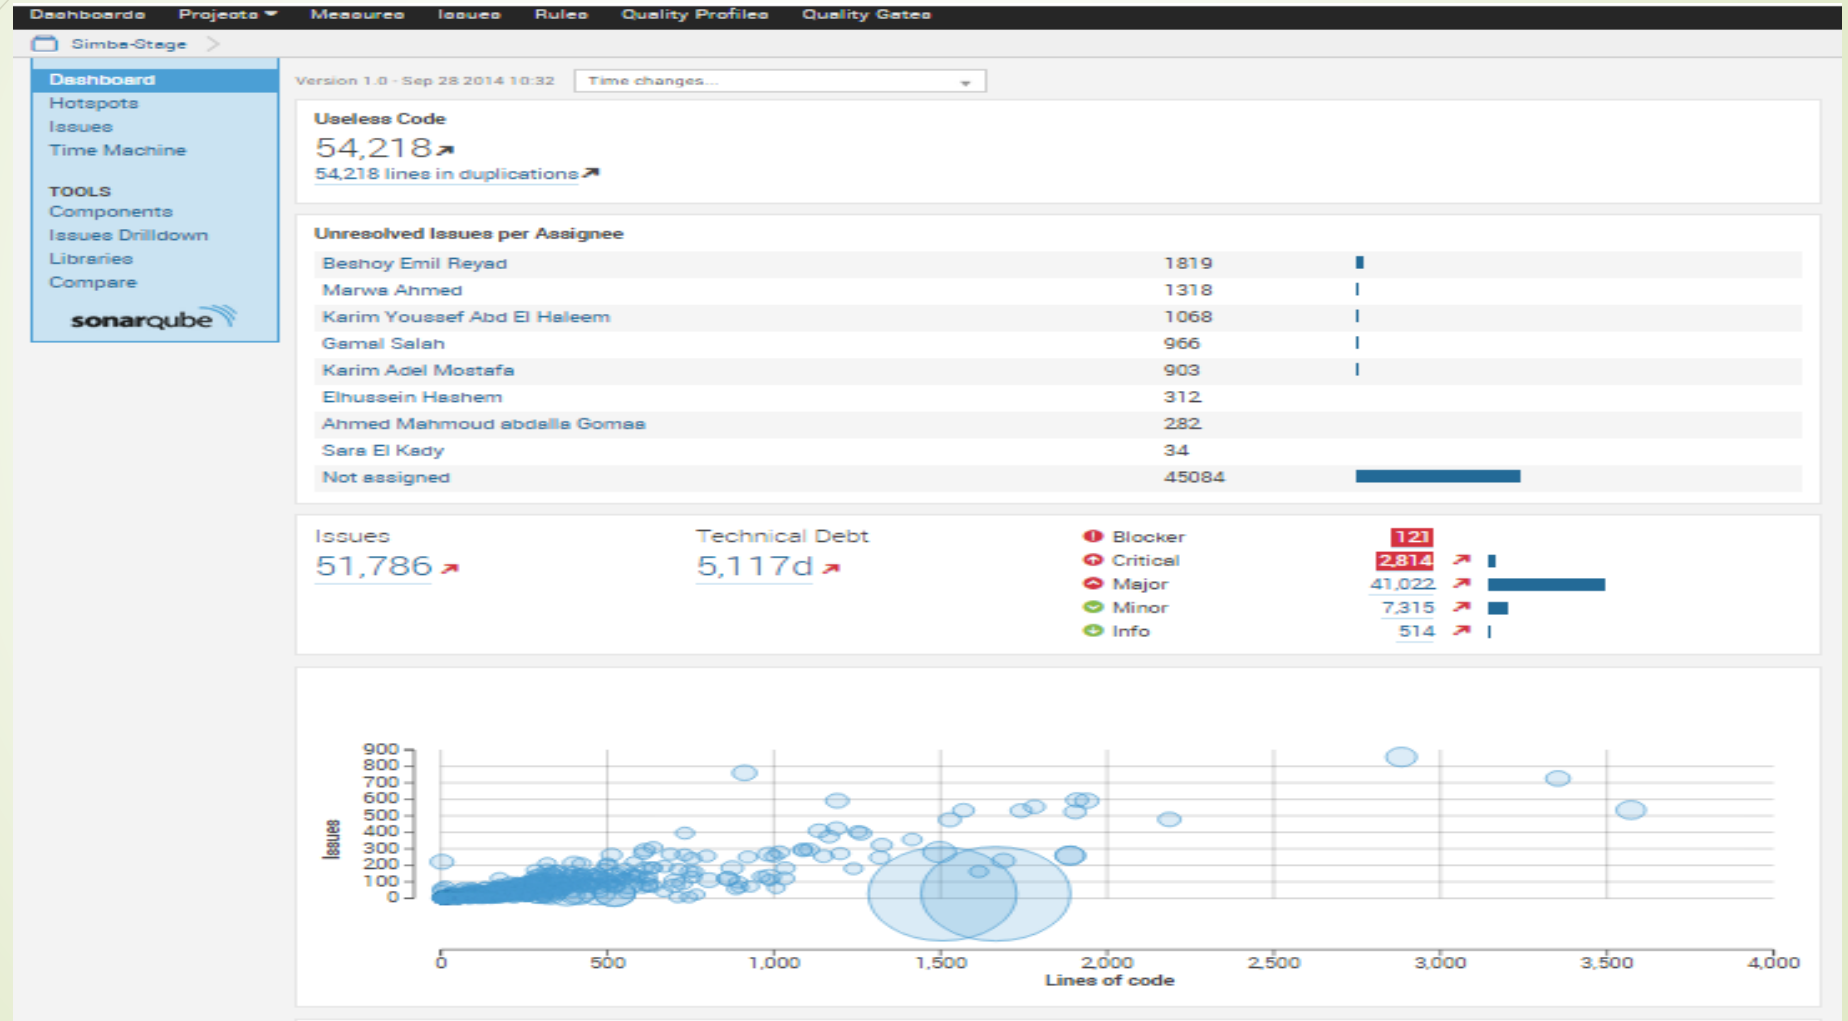 Dashboards Projects Measures Issues Rules Quality Profiles Quality Gates
Simba-Stage
Dashboard
Hotspots
Issues
Time Machine
TOOLS
Components
Issues Drilldown
Libraries
Compare
sonarqube
Version 1.0 - Sep 28 2014 10:32 Time changes...
Useless Code
54,218
54,218 lines in duplications
Unresolved Issues per Assignee
Beshoy Emil Reyad 1819
Marwa Ahmed 1318
Karim Youssef Abd El Haleem 1068
Gamal Salah 966
Karim Adel Mostafa 903
Elhussein Hashem 312
Ahmed Mahmoud abdalla Gomaa 282
Sara El Kady 34
Not assigned 45084
Issues
51,786
Technical Debt
5,117d
Blocker 121
Critical 2,814
Major 41,022
Minor 7,315
Info 514
Issues
900
800
700
600
500
400
300
200
100
0
0 500 1,000 1,500 2,000 2,500 3,000 3,500 4,000
Lines of code